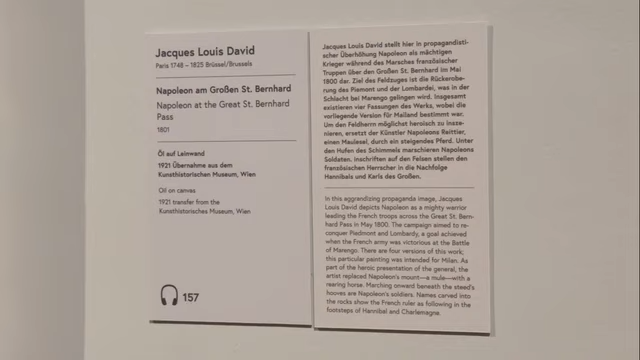 Jacques Louis David
Paris 1748 – 1825 Brüssel/Brussels
Napoleon am Großen St. Bernhard
Napoleon at the Great St. Bernhard
Pass
1801
Öl auf Leinwand
1921 Übernahme aus dem
Kunsthistorischen Museum, Wien
Oil on canvas
1921 transfer from the
Kunsthistorisches Museum, Wien
157
Jacques Louis David stellt hier in propagandisti-
scher Überhöhung Napoleon als mächtigen
Krieger während des Marsches französischer
Truppen über den Großen St. Bernhard im Mai
1800 dar. Ziel des Feldzuges ist die Rückerobe-
rung des Piemont und der Lombardei, was in der
Schlacht bei Marengo gelingen wird. Insgesamt
existieren vier Fassungen des Werks, wobei die
vorliegende Version für Mailand bestimmt war.
Um den Feldherrn möglichst heroisch zu insze-
nieren, ersetzt der Künstler Napoleons Reittier,
einen Maulesel, durch ein steigendes Pferd. Unter
den Hufen des Schimmels marschieren Napoleons
Soldaten. Inschriften auf den Felsen stellen den
französischen Herrscher in die Nachfolge
Hannibals und Karls des Großen.
In this aggrandizing propaganda image, Jacques
Louis David depicts Napoleon as a mighty warrior
leading the French troops across the Great St. Bern-
hard Pass in May 1800. The campaign aimed to re-
conquer Piedmont and Lombardy, a goal achieved
when the French army was victorious at the Battle
of Marengo. There are four versions of this work;
this particular painting was intended for Milan. As
part of the heroic presentation of the general, the
artist replaced Napoleon's mount—a mule—with a
rearing horse. Marching onward beneath the steed's
hooves are Napoleon's soldiers. Names carved into
the rocks show the French ruler as following in the
footsteps of Hannibal and Charlemagne.